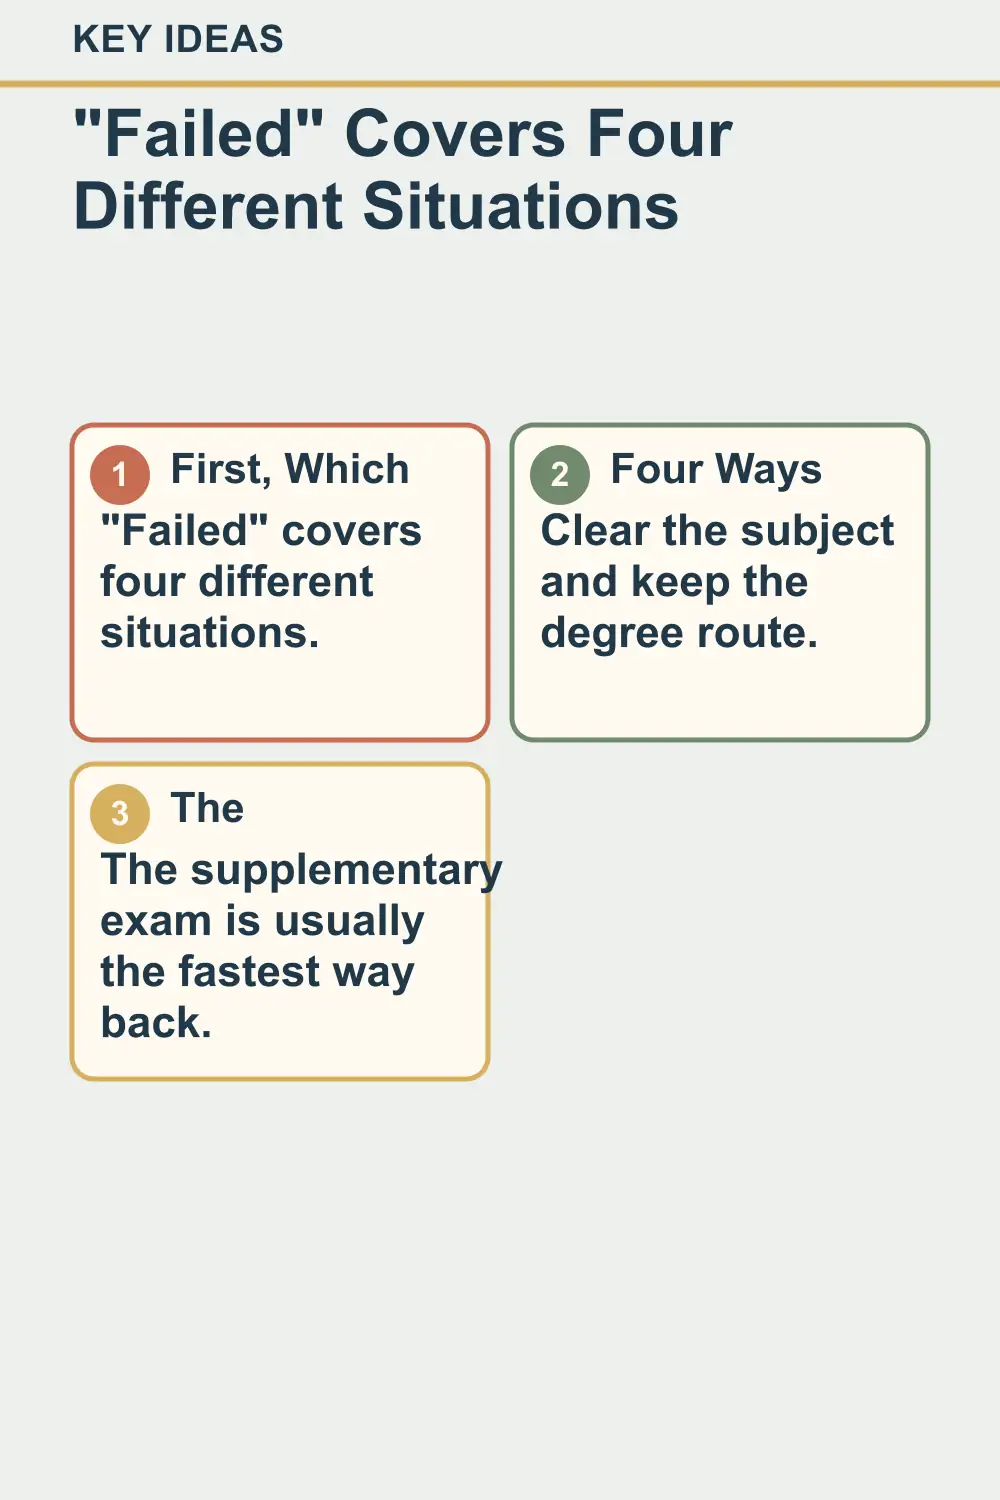 KEY IDEAS
"Failed" Covers Four
Different Situations
1 First, Which
"Failed" covers
four different
situations.
2 Four Ways
Clear the subject
and keep the
degree route.
3 The
The supplementary
exam is usually
the fastest way
back.